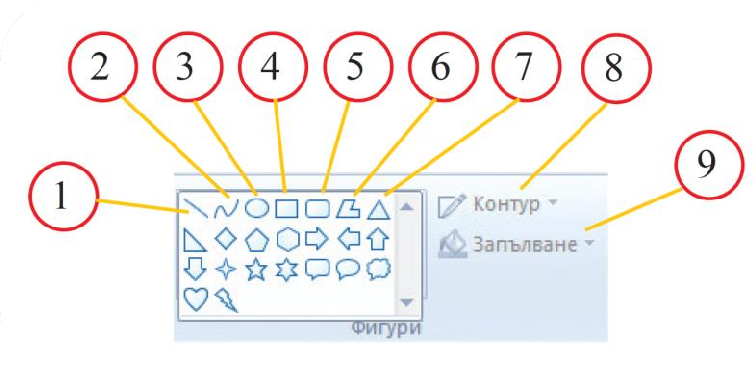 2 3 4 5 6 7 8
9
1
Контур
Запълване
Фигури